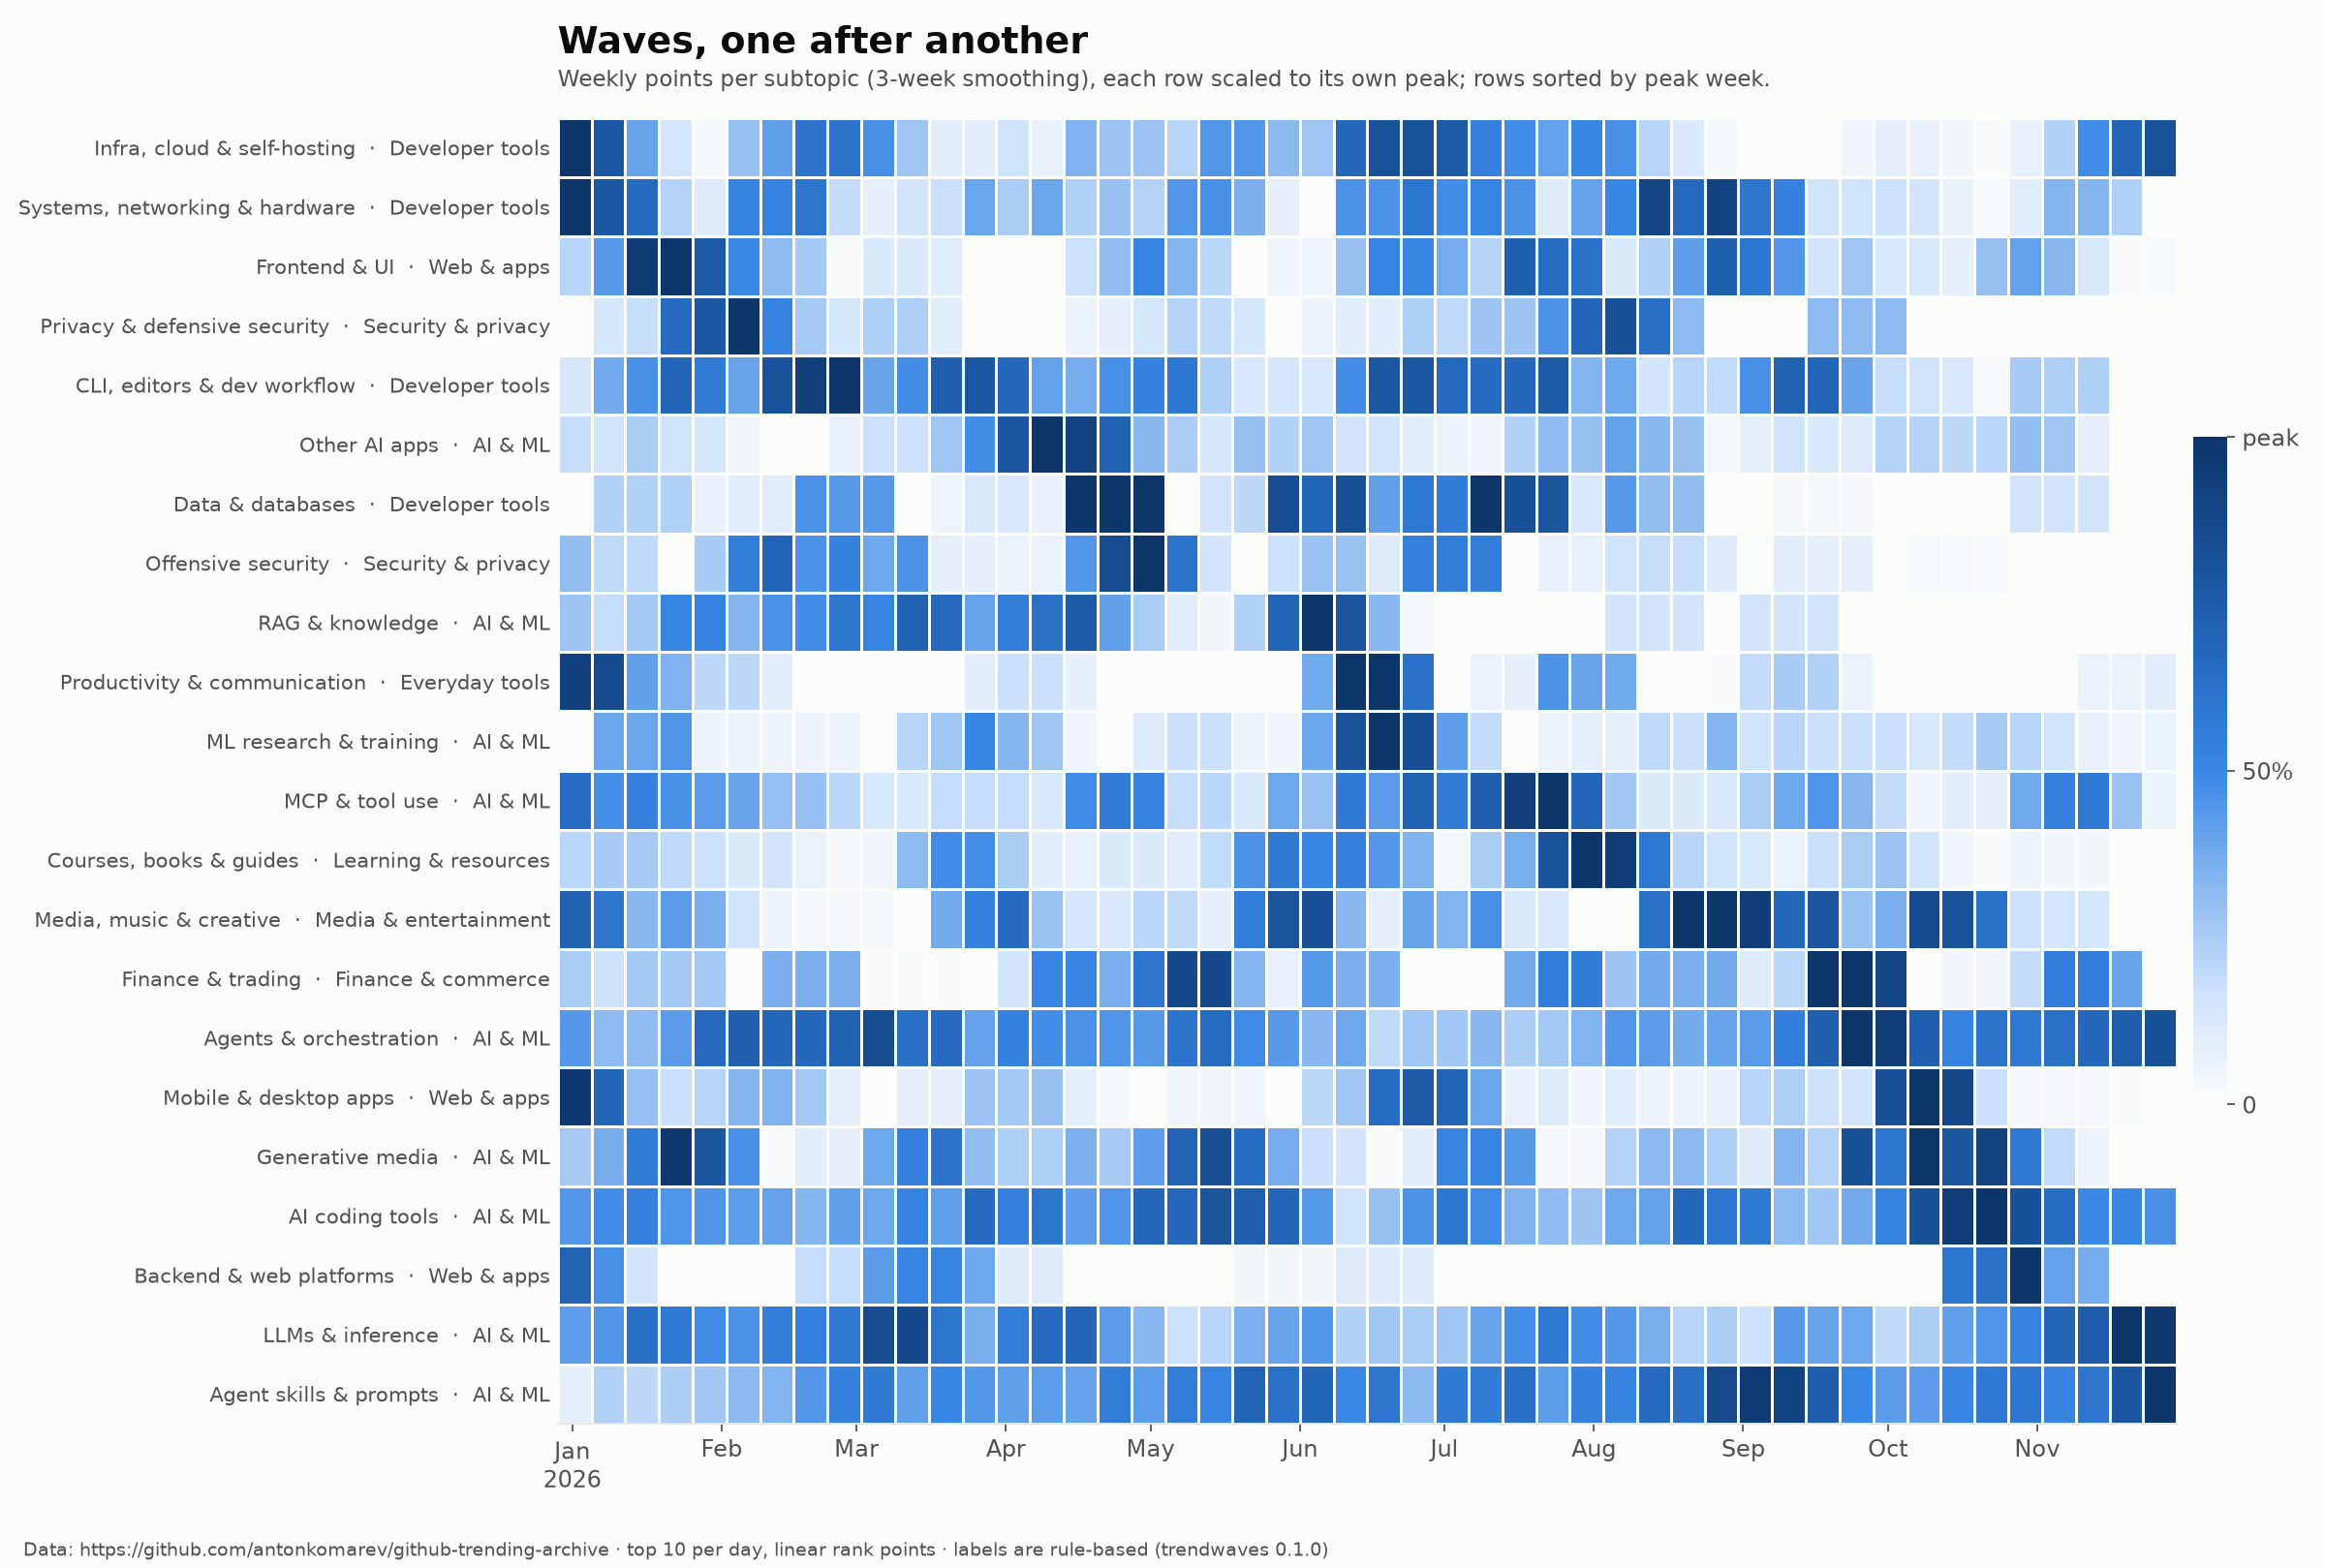 Waves, one after another
Weekly points per subtopic (3-week smoothing), each row scaled to its own peak; rows sorted by peak week.
Infra, cloud & self-hosting · Developer tools
Systems, networking & hardware · Developer tools
Frontend & UI · Web & apps
Privacy & defensive security · Security & privacy
CLI, editors & dev workflow · Developer tools
Other AI apps · AI & ML
Data & databases · Developer tools
Offensive security · Security & privacy
RAG & knowledge · AI & ML
Productivity & communication · Everyday tools
ML research & training · AI & ML
MCP & tool use · AI & ML
Courses, books & guides · Learning & resources
Media, music & creative · Media & entertainment
Finance & trading · Finance & commerce
Agents & orchestration · AI & ML
Mobile & desktop apps · Web & apps
Generative media · AI & ML
AI coding tools · AI & ML
Backend & web platforms · Web & apps
LLMs & inference · AI & ML
Agent skills & prompts · AI & ML
peak
50%
0
Jan Feb Mar Apr May Jun Jul Aug Sep Oct Nov
2026
Data: https://github.com/antonkomarev/github-trending-archive · top 10 per day, linear rank points · labels are rule-based (trendwaves 0.1.0)